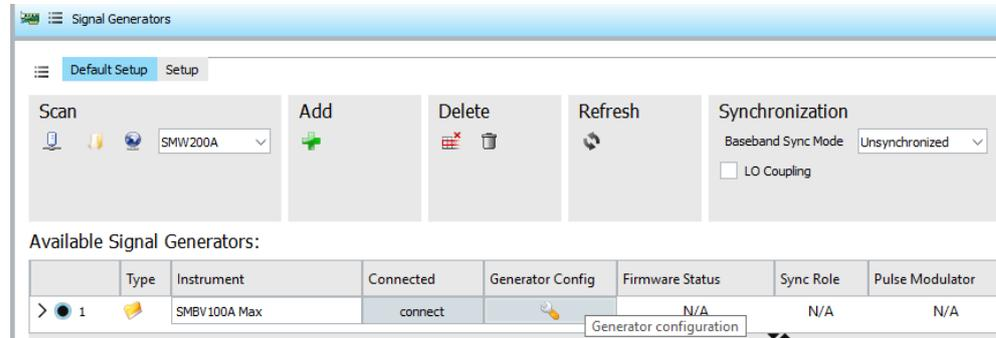 Signal Generators
Default Setup Setup
Scan Add Delete Refresh Synchronization
SMW200A Baseband Sync Mode Unsynchronized
LO Coupling
Available Signal Generators:
Type Instrument Connected Generator Config Firmware Status Sync Role Pulse Modulator
1 SMBV100A Max connect N/A N/A N/A
Generator configuration